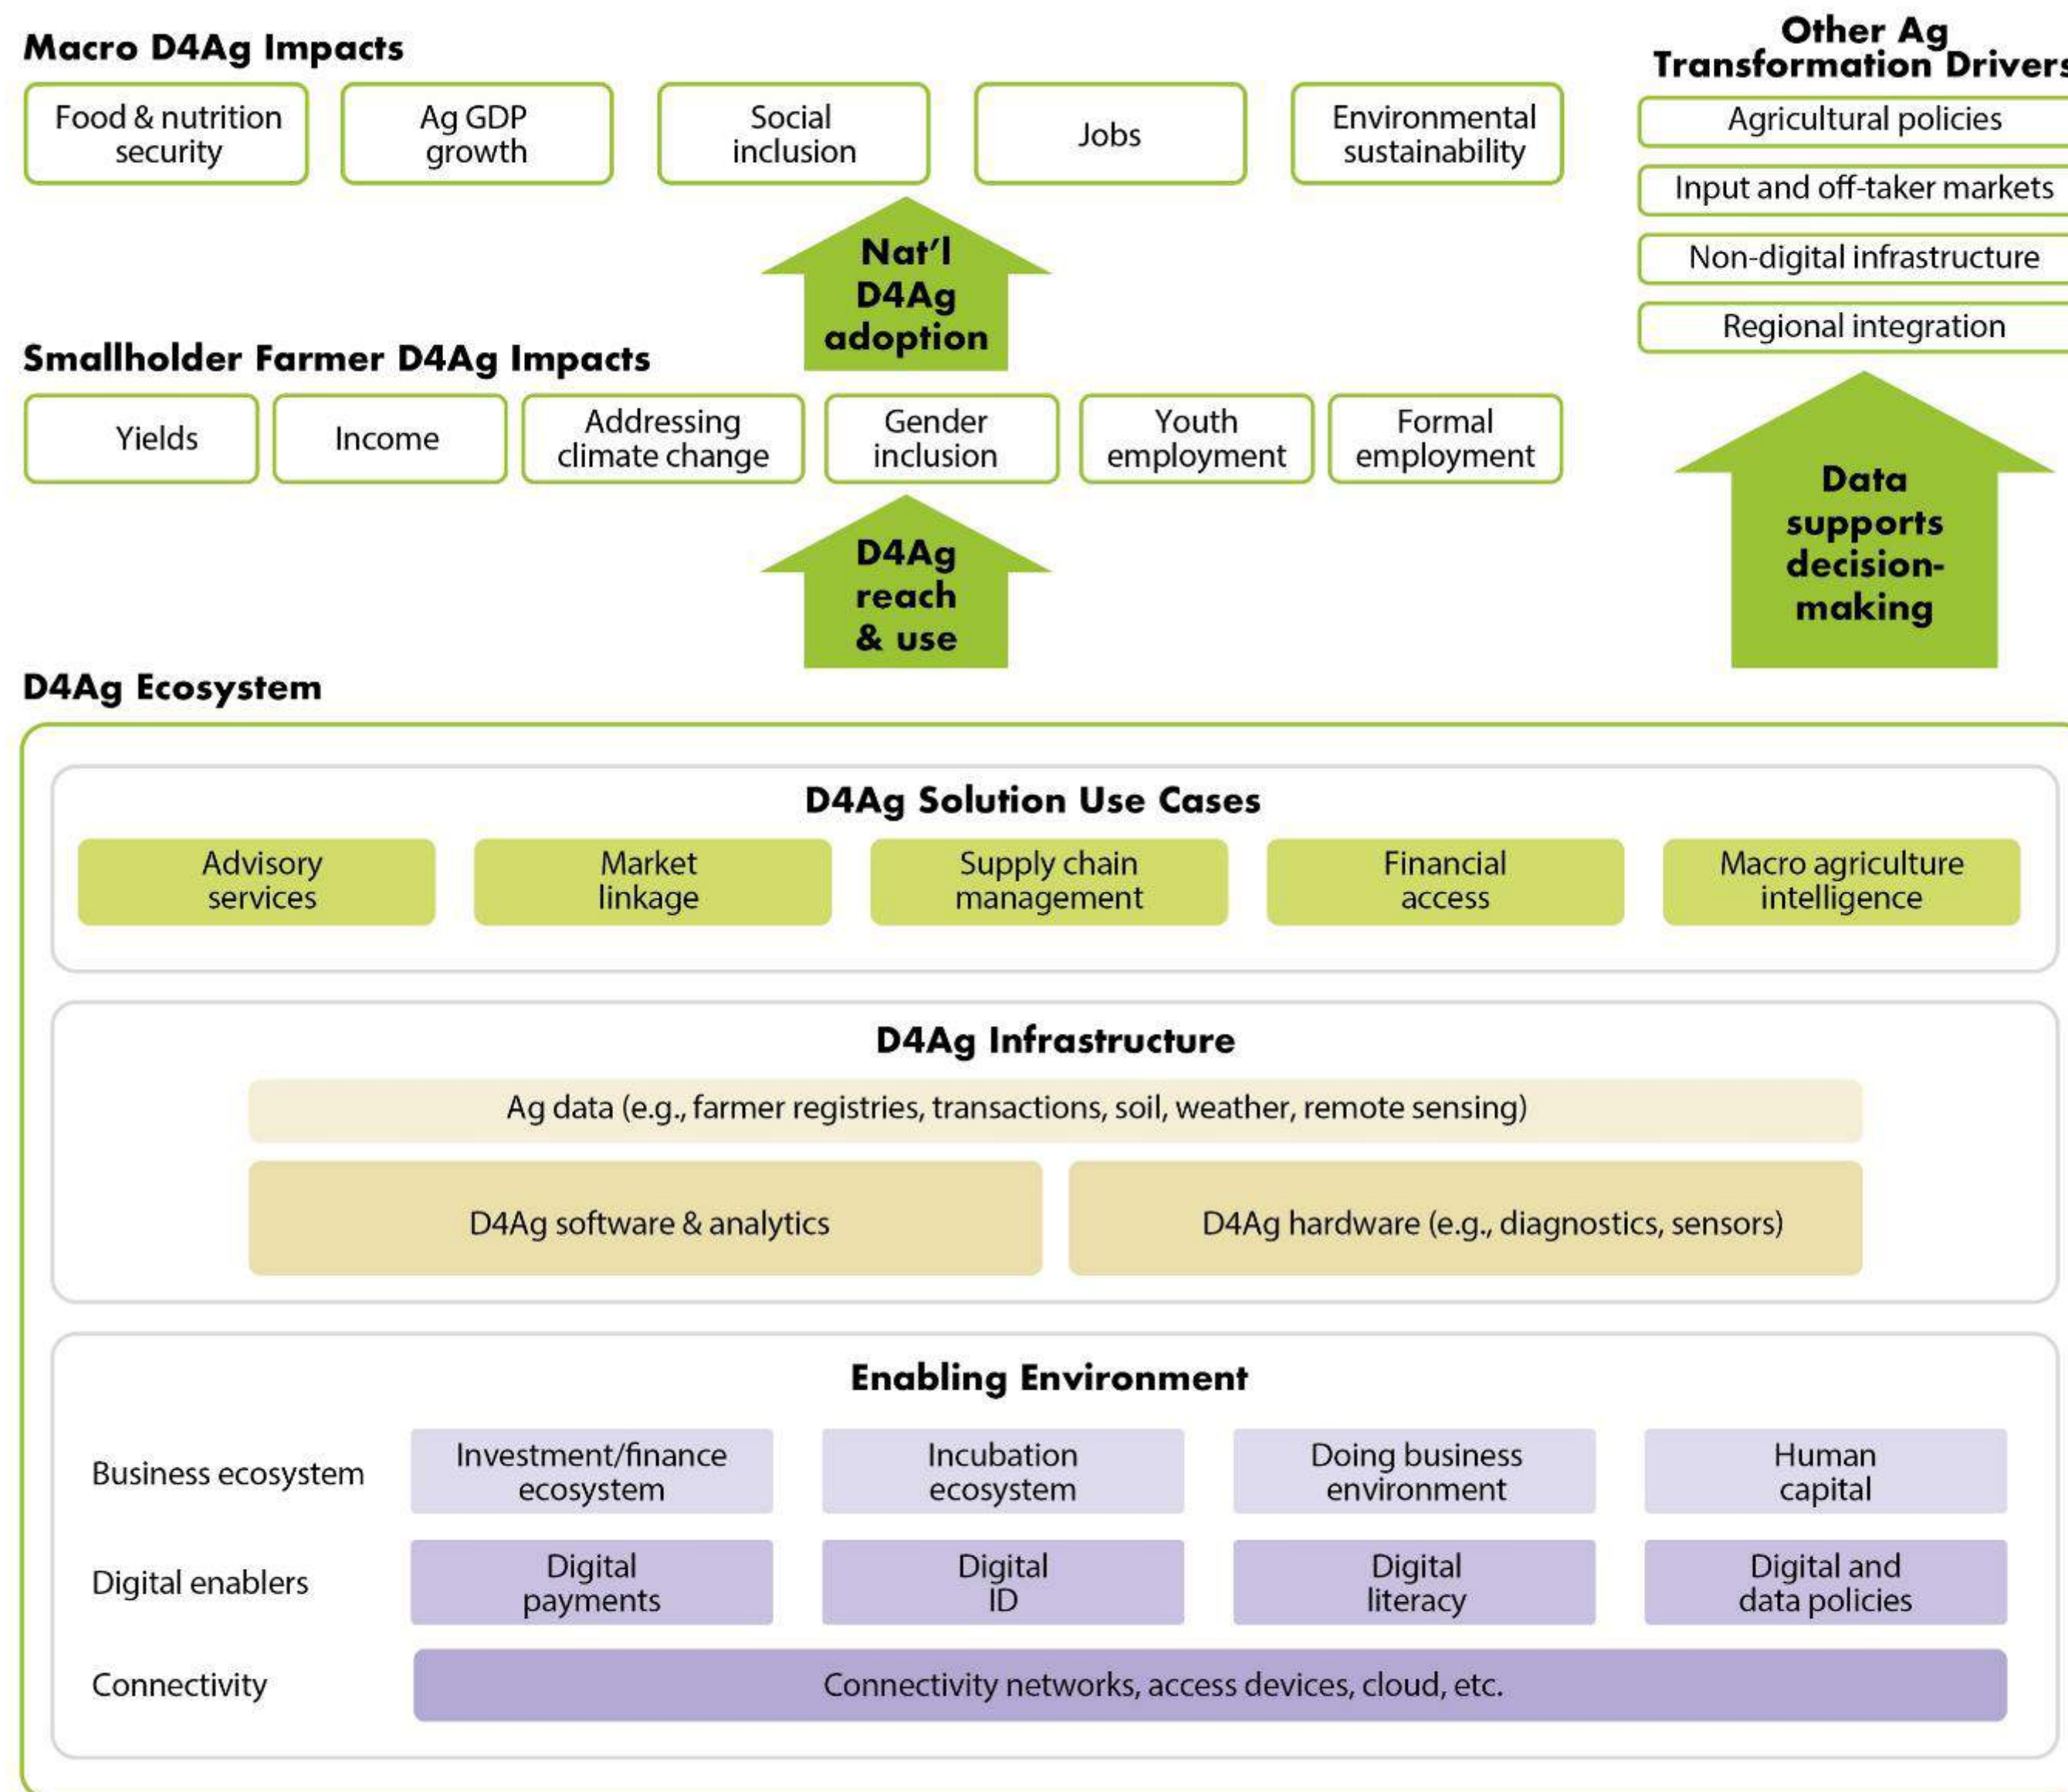 Macro D4Ag Impacts
Food & nutrition
security
Ag GDP
growth
Social
inclusion
Jobs
Environmental
sustainability
Other Ag
Transformation Drivers
Agricultural policies
Input and off-taker markets
Non-digital infrastructure
Regional integration
Nat’l
D4Ag
adoption
Smallholder Farmer D4Ag Impacts
Yields
Income
Addressing
climate change
Gender
inclusion
Youth
employment
Formal
employment
D4Ag
reach
& use
Data
supports
decision-
making
D4Ag Ecosystem
D4Ag Solution Use Cases
Advisory
services
Market
linkage
Supply chain
management
Financial
access
Macro agriculture
intelligence
D4Ag Infrastructure
Ag data (e.g., farmer registries, transactions, soil, weather, remote sensing)
D4Ag software & analytics
D4Ag hardware (e.g., diagnostics, sensors)
Enabling Environment
Business ecosystem
Investment/finance
ecosystem
Incubation
ecosystem
Doing business
environment
Human
capital
Digital enablers
Digital
payments
Digital
ID
Digital
literacy
Digital and
data policies
Connectivity
Connectivity networks, access devices, cloud, etc.